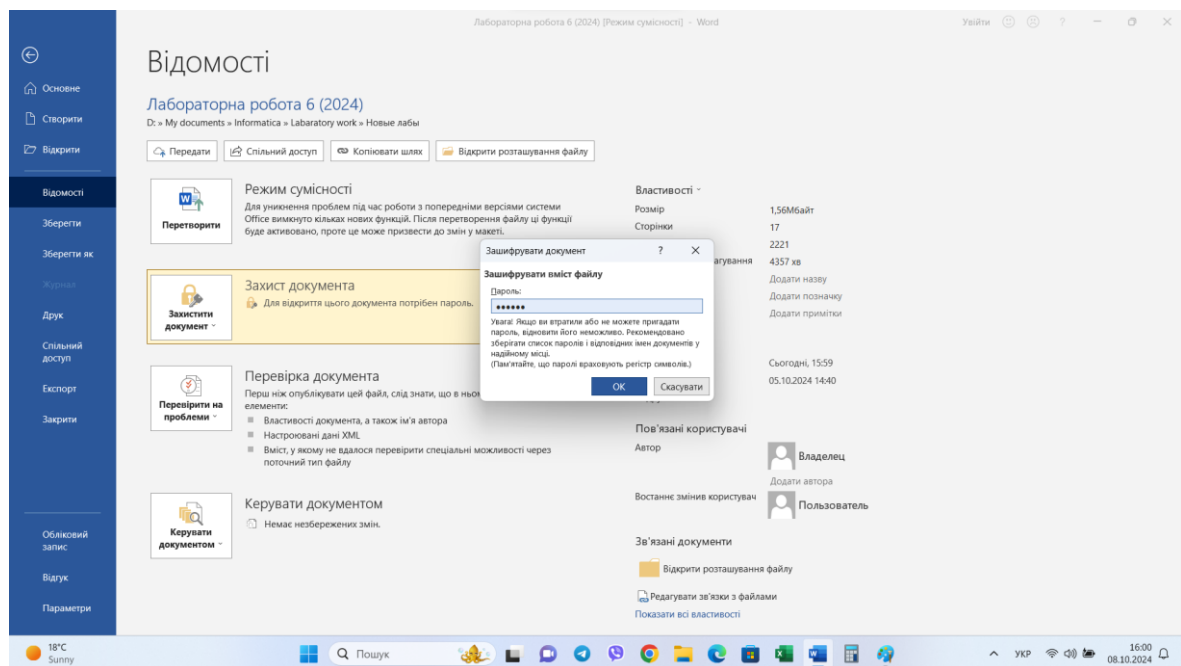 Лабораторна робота 6 (2024) [Режим сумісності] – Word
Увійти
?
Відомості
Основне
Створити
Відкрити
Відомості
Зберегти
Зберегти як
Журнал
Друк
Спільний
доступ
Експорт
Закрити
Обліковий
запис
Відгук
Параметри
Лабораторна робота 6 (2024)
D: » My documents » Informatica » Labaratory work » Новые лабы
Передати
Спільний доступ
Копіювати шлях
Відкрити розташування файлу
Перетворити
Режим сумісності
Для уникнення проблем під час роботи з попередніми версіями системи
Office вимкнуто кількох нових функцій. Після перетворення файлу ці функції
буде активовано, проте це може призвести до змін у макеті.
Захистити
документ
Захист документа
Для відкриття цього документа потрібен пароль.
Перевірити на
проблеми
Перевірка документа
Перш ніж опублікувати цей файл, слід знати, що в ньо
елементи:
Властивості документа, а також ім'я автора
Настроювані дані XML
Вміст, у якому не вдалося перевірити спеціальні можливості через
поточний тип файлу
Керувати
документом
Керувати документом
Немає незбережених змін.
Зашифрувати документ ?
Зашифрувати вміст файлу
Пароль:
••••••
Увага! Якщо ви втратили або не можете пригадати
пароль, відновити його неможливо. Рекомендовано
зберігати список паролів і відповідних імен документів у
надійному місці.
(Пам'ятайте, що паролі враховують регістр символів.)
ОК
Скасувати
Властивості
Розмір 1,56Мбайт
Сторінки 17
2221
агування 4357 хв
Додати назву
Додати позначку
Додати примітки
Сьогодні, 15:59
05.10.2024 14:40
Пов'язані користувачі
Автор
Владелец
Додати автора
Востаннє змінив користувач
Пользователь
Зв'язані документи
Відкрити розташування файлу
Редагувати зв'язки з файлами
Показати всі властивості
18°C
Sunny
Пошук
УКР
16:00
08.10.2024